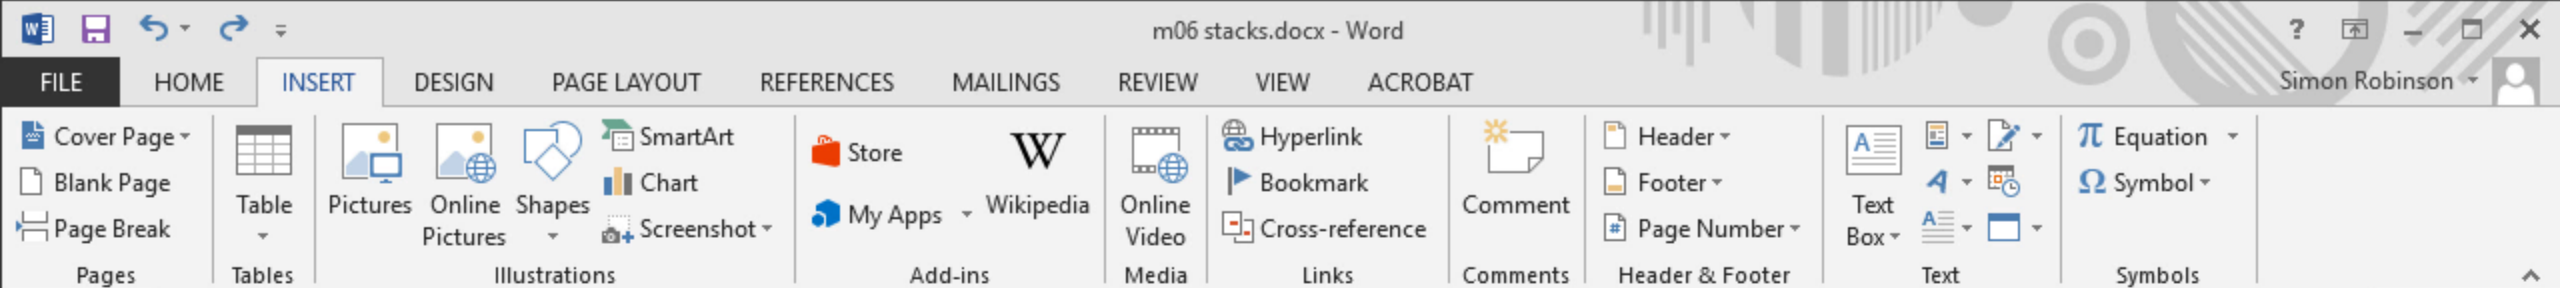 m06 stacks.docx - Word
FILE HOME INSERT DESIGN PAGE LAYOUT REFERENCES MAILINGS REVIEW VIEW ACROBAT Simon Robinson
Cover Page
Blank Page
Page Break
Pages
Table
Tables
Pictures
Online
Pictures
Shapes
SmartArt
Chart
Screenshot
Illustrations
Store
My Apps
W
Wikipedia
Add-ins
Online
Video
Media
Hyperlink
Bookmark
Cross-reference
Links
Comment
Comments
Header
Footer
# Page Number
Header & Footer
A
Text
Box
A
A
Text
π Equation
Ω Symbol
Symbols